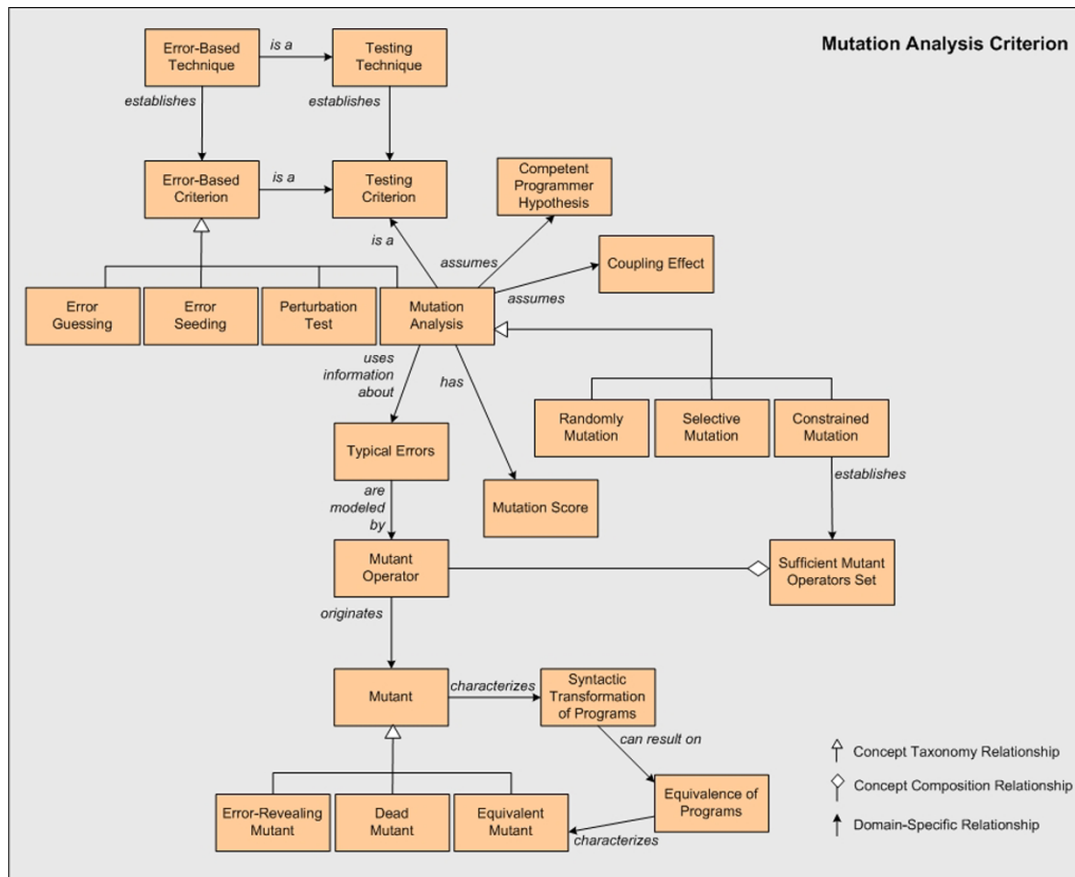 Mutation Analysis Criterion
Error-Based
Technique
is a
Testing
Technique
establishes
establishes
Error-Based
Criterion
is a
Testing
Criterion
Competent
Programmer
Hypothesis
is a
assumes
Coupling Effect
assumes
Error
Guessing
Error
Seeding
Perturbation
Test
Mutation
Analysis
uses
information
about
has
Randomly
Mutation
Selective
Mutation
Constrained
Mutation
Typical Errors
establishes
are
modeled
by
Mutation Score
Mutant
Operator
Sufficient Mutant
Operators Set
originates
Mutant
characterizes
Syntactic
Transformation
of Programs
can result on
Equivalence of
Programs
Error-Revealing
Mutant
Dead
Mutant
Equivalent
Mutant
characterizes
Concept Taxonomy Relationship
Concept Composition Relationship
Domain-Specific Relationship